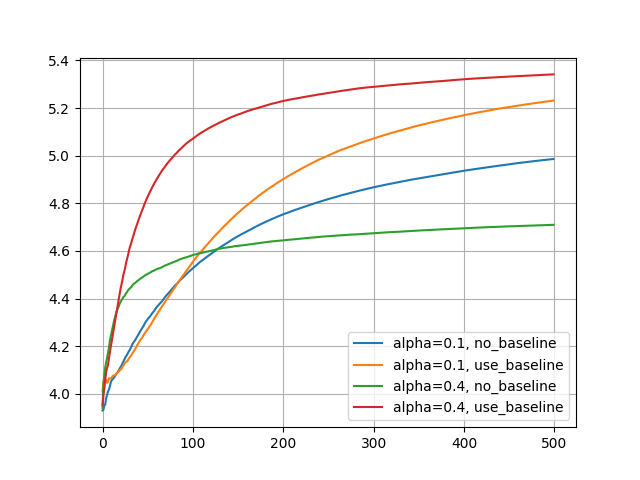 5.4
5.2
5.0
4.8
4.6
4.4
4.2
4.0
alpha=0.1, no_baseline
alpha=0.1, use_baseline
alpha=0.4, no_baseline
alpha=0.4, use_baseline
0 100 200 300 400 500